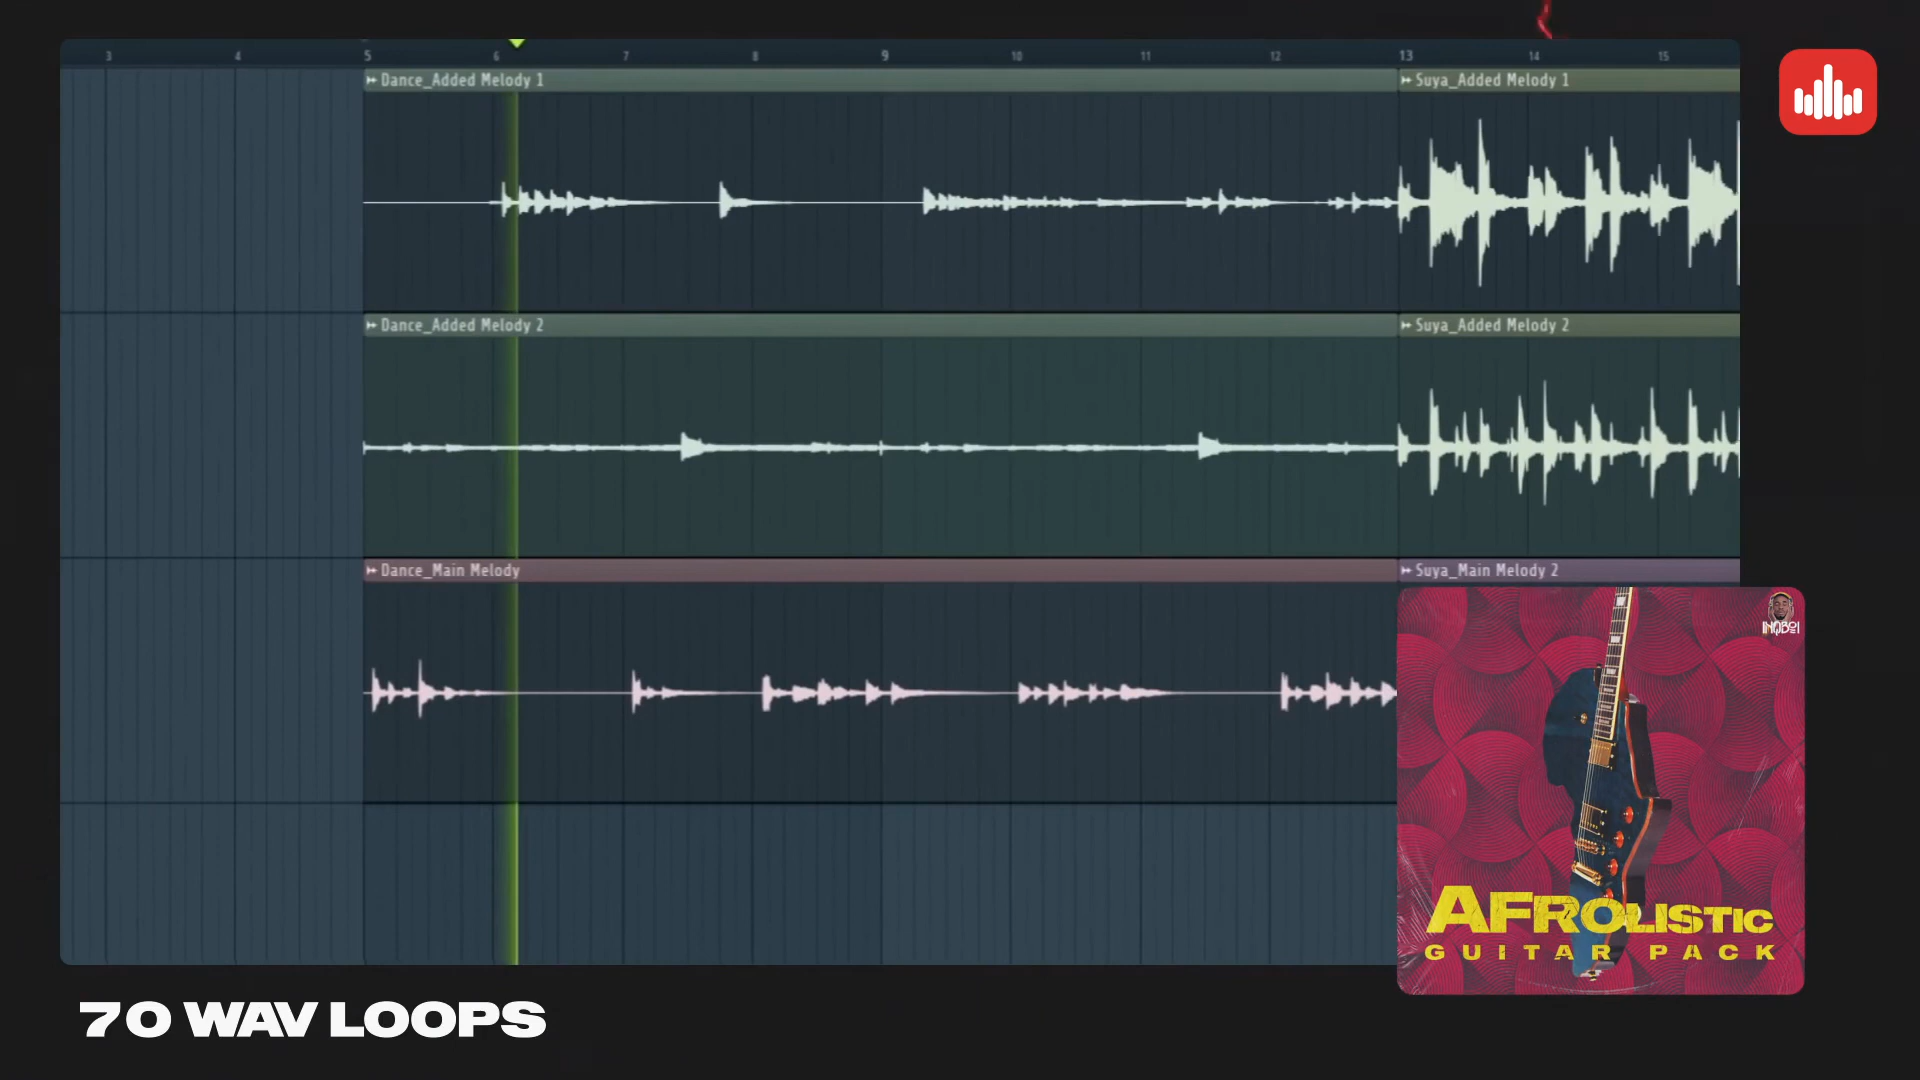 3 4 5 6 7 8 9 10 11 12 13 14 15
Dance_Added Melody 1 Suya_Added Melody 1
Dance_Added Melody 2 Suya_Added Melody 2
Dance_Main Melody Suya_Main Melody 2
AFROLISTIC
GUITAR PACK
70 WAV LOOPS